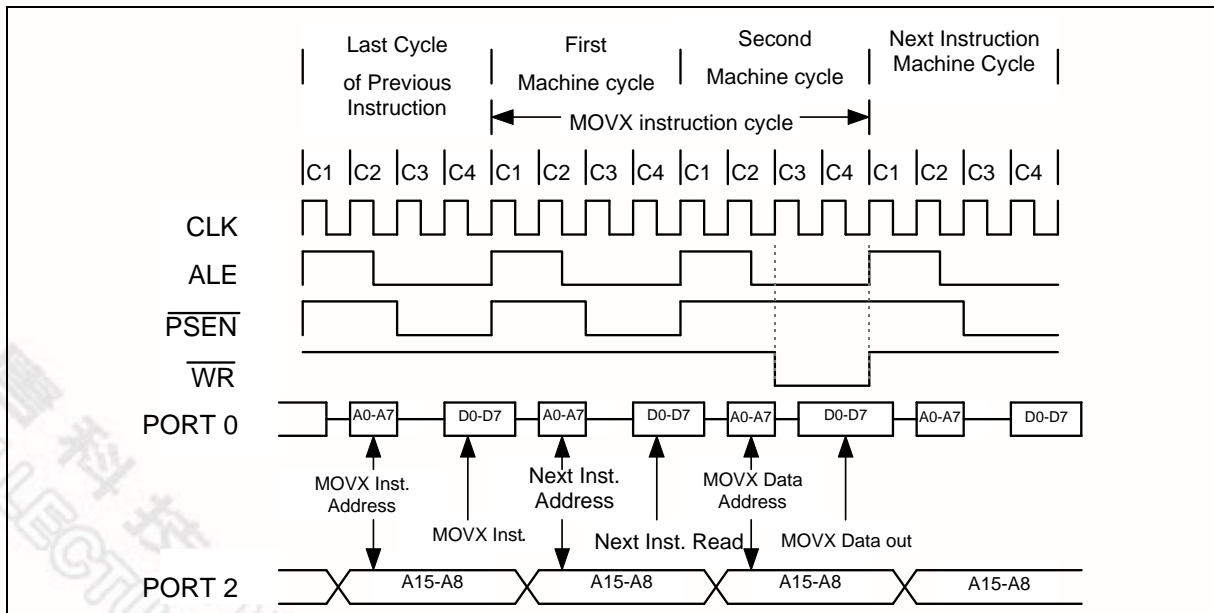 Last Cycle
of Previous
Instruction
First
Machine cycle
Second
Machine cycle
Next Instruction
Machine Cycle
MOVX instruction cycle
C1 C2 C3 C4 C1 C2 C3 C4 C1 C2 C3 C4 C1 C2 C3 C4
CLK
ALE
PSEN
WR
PORT 0
A0-A7 D0-D7 A0-A7 D0-D7 A0-A7 D0-D7 A0-A7 D0-D7
MOVX Inst.
Address
MOVX Inst.
Next Inst.
Address
Next Inst. Read
MOVX Data
Address
MOVX Data out
PORT 2
A15-A8 A15-A8 A15-A8 A15-A8
科技